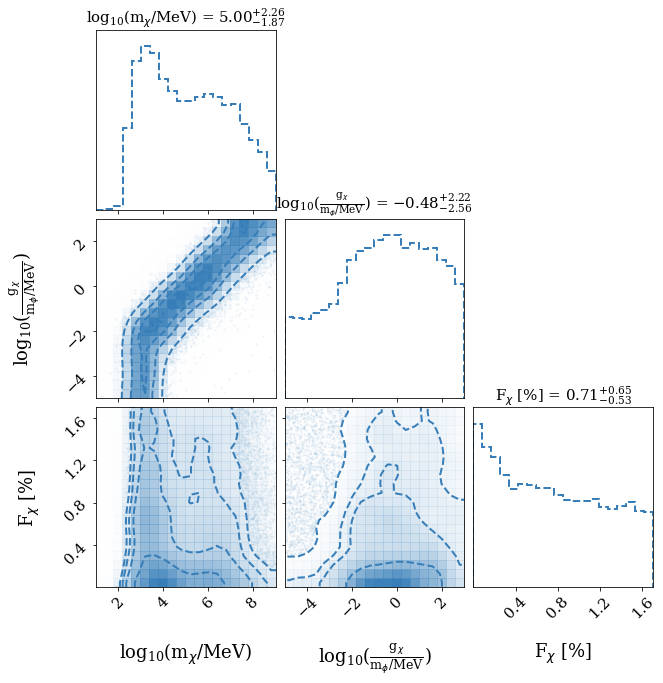 log₁₀(mᵪ/MeV) = 5.00⁺²·²⁶₋₁.₈₇
log₁₀(gᵪ/m_ϕ/MeV) = −0.48⁺²·²²₋₂.₅₆
2
0
−2
−4
log₁₀(gᵪ/m_ϕ/MeV)
Fᵪ [%] = 0.71⁺⁰·⁶⁵₋₀.₅₃
1.6
1.2
0.8
0.4
Fᵪ [%]
2 4 6 8
−4 −2 0 2
0.4 0.8 1.2 1.6
log₁₀(mᵪ/MeV)
log₁₀(gᵪ/m_ϕ/MeV)
Fᵪ [%]